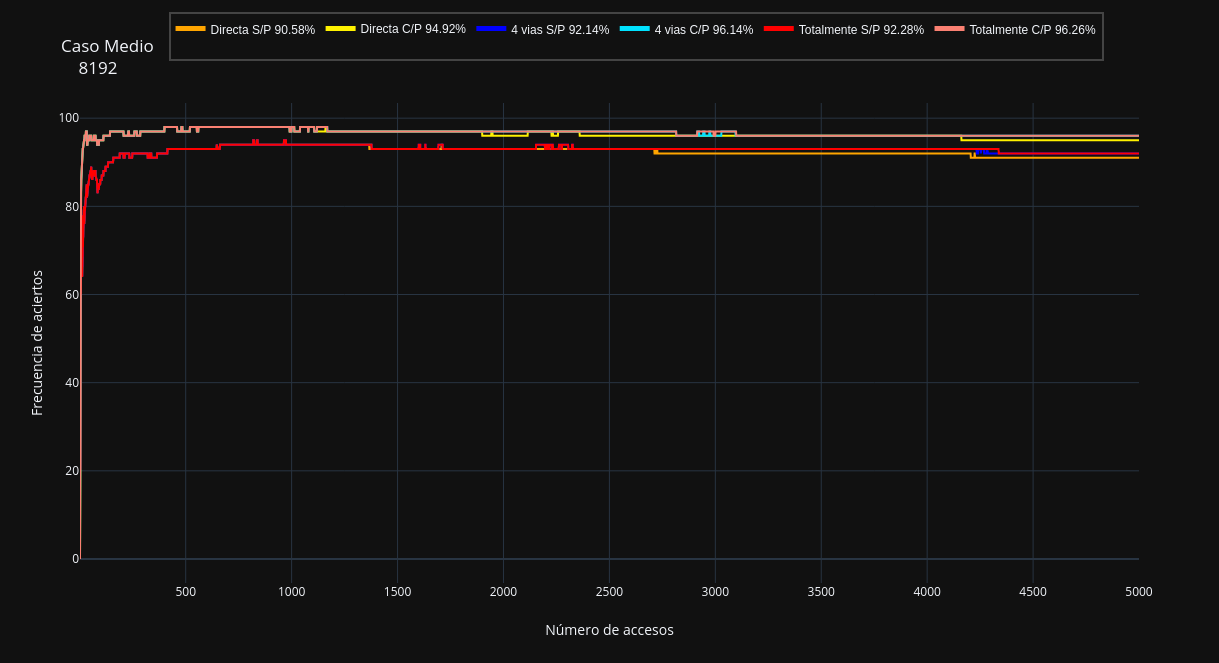 Directa S/P 90.58% Directa C/P 94.92% 4 vias S/P 92.14% 4 vias C/P 96.14% Totalmente S/P 92.28% Totalmente C/P 96.26%
Caso Medio
8192
100
80
60
40
20
0
Frecuencia de aciertos
500 1000 1500 2000 2500 3000 3500 4000 4500 5000
Número de accesos